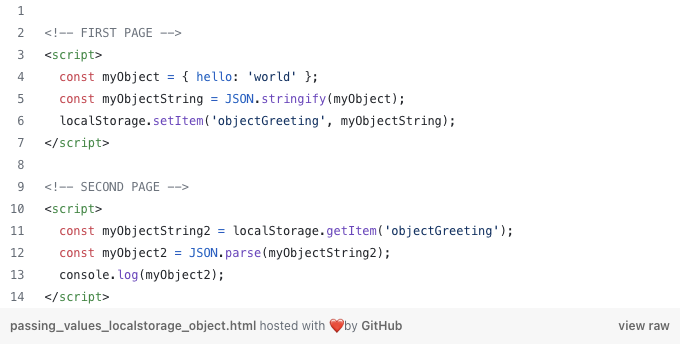 1
2 <!-- FIRST PAGE -->
3 <script>
4 const myObject = { hello: 'world' };
5 const myObjectString = JSON.stringify(myObject);
6 localStorage.setItem('objectGreeting', myObjectString);
7 </script>
8
9 <!-- SECOND PAGE -->
10 <script>
11 const myObjectString2 = localStorage.getItem('objectGreeting');
12 const myObject2 = JSON.parse(myObjectString2);
13 console.log(myObject2);
14 </script>
passing_values_localstorage_object.html hosted with ❤️by GitHub view raw